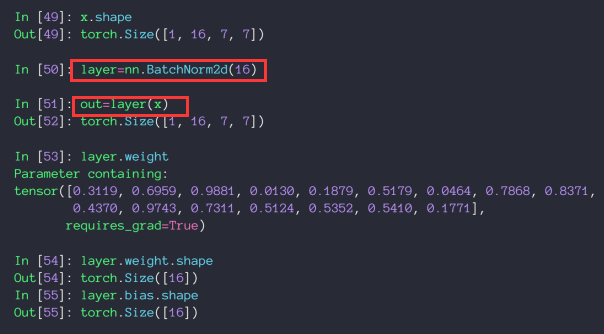 In [49]: x.shape
Out[49]: torch.Size([1, 16, 7, 7])
In [50]: layer=nn.BatchNorm2d(16)
In [51]: out=layer(x)
Out[52]: torch.Size([1, 16, 7, 7])
In [53]: layer.weight
Parameter containing:
tensor([0.3119, 0.6959, 0.9881, 0.0130, 0.1879, 0.5179, 0.0464, 0.7868, 0.8371,
0.4370, 0.9743, 0.7311, 0.5124, 0.5352, 0.5410, 0.1771],
requires_grad=True)
In [54]: layer.weight.shape
Out[54]: torch.Size([16])
In [55]: layer.bias.shape
Out[55]: torch.Size([16])